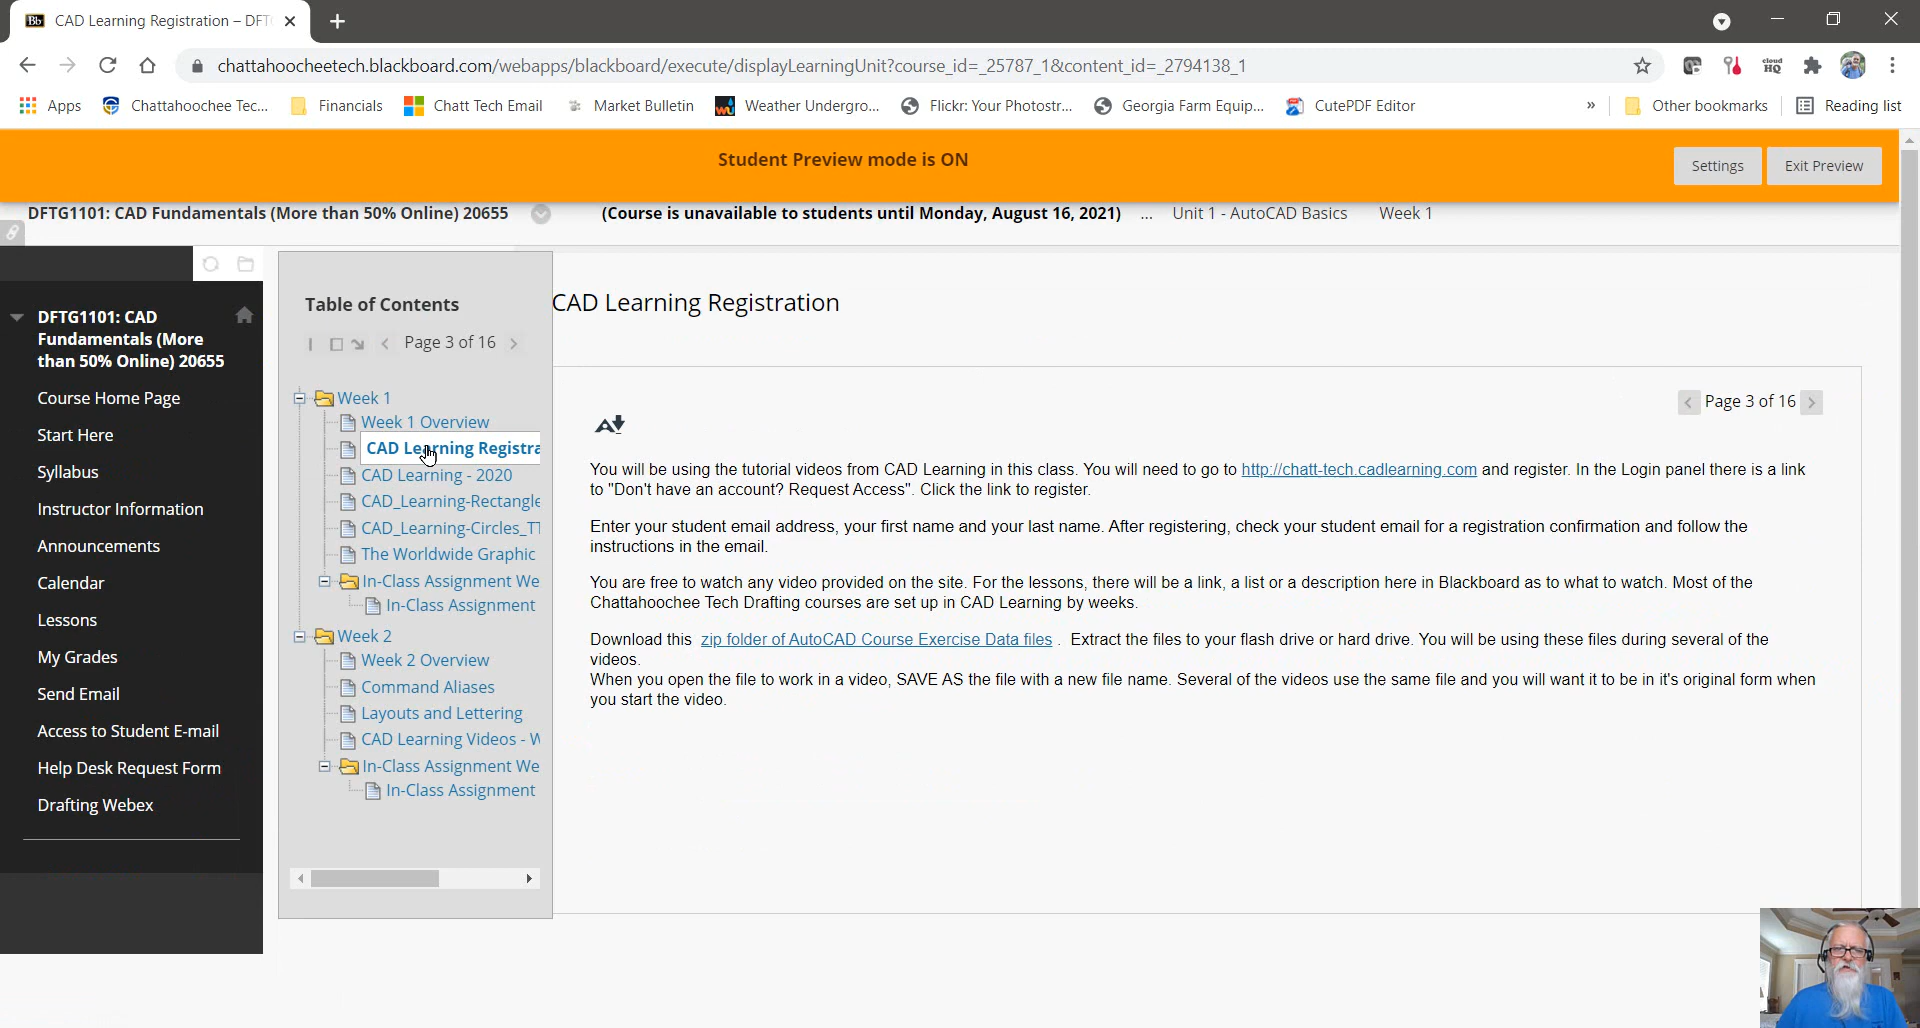 Bb CAD Learning Registration – DFT
chattahoocheetech.blackboard.com/webapps/blackboard/execute/displayLearningUnit?course_id=_25787_1&content_id=_2794138_1
cloud HQ
Apps Chattahoochee Tec... Financials Chatt Tech Email Market Bulletin Weather Undergro... Flickr: Your Photostr... Georgia Farm Equip... CutePDF Editor » Other bookmarks Reading list
Student Preview mode is ON
Settings Exit Preview
DFTG1101: CAD Fundamentals (More than 50% Online) 20655 (Course is unavailable to students until Monday, August 16, 2021) ... Unit 1 - AutoCAD Basics Week 1
DFTG1101: CAD
Fundamentals (More
than 50% Online) 20655
Course Home Page
Start Here
Syllabus
Instructor Information
Announcements
Calendar
Lessons
My Grades
Send Email
Access to Student E-mail
Help Desk Request Form
Drafting Webex
Table of Contents
Page 3 of 16
Week 1
Week 1 Overview
CAD Learning Registra
CAD Learning - 2020
CAD_Learning-Rectangle
CAD_Learning-Circles_TT
The Worldwide Graphic
In-Class Assignment We
In-Class Assignment
Week 2
Week 2 Overview
Command Aliases
Layouts and Lettering
CAD Learning Videos - W
In-Class Assignment We
In-Class Assignment
CAD Learning Registration
Page 3 of 16
You will be using the tutorial videos from CAD Learning in this class. You will need to go to http://chatt-tech.cadlearning.com and register. In the Login panel there is a link
to "Don't have an account? Request Access". Click the link to register.
Enter your student email address, your first name and your last name. After registering, check your student email for a registration confirmation and follow the
instructions in the email.
You are free to watch any video provided on the site. For the lessons, there will be a link, a list or a description here in Blackboard as to what to watch. Most of the
Chattahoochee Tech Drafting courses are set up in CAD Learning by weeks.
Download this zip folder of AutoCAD Course Exercise Data files . Extract the files to your flash drive or hard drive. You will be using these files during several of the
videos.
When you open the file to work in a video, SAVE AS the file with a new file name. Several of the videos use the same file and you will want it to be in it's original form when
you start the video.